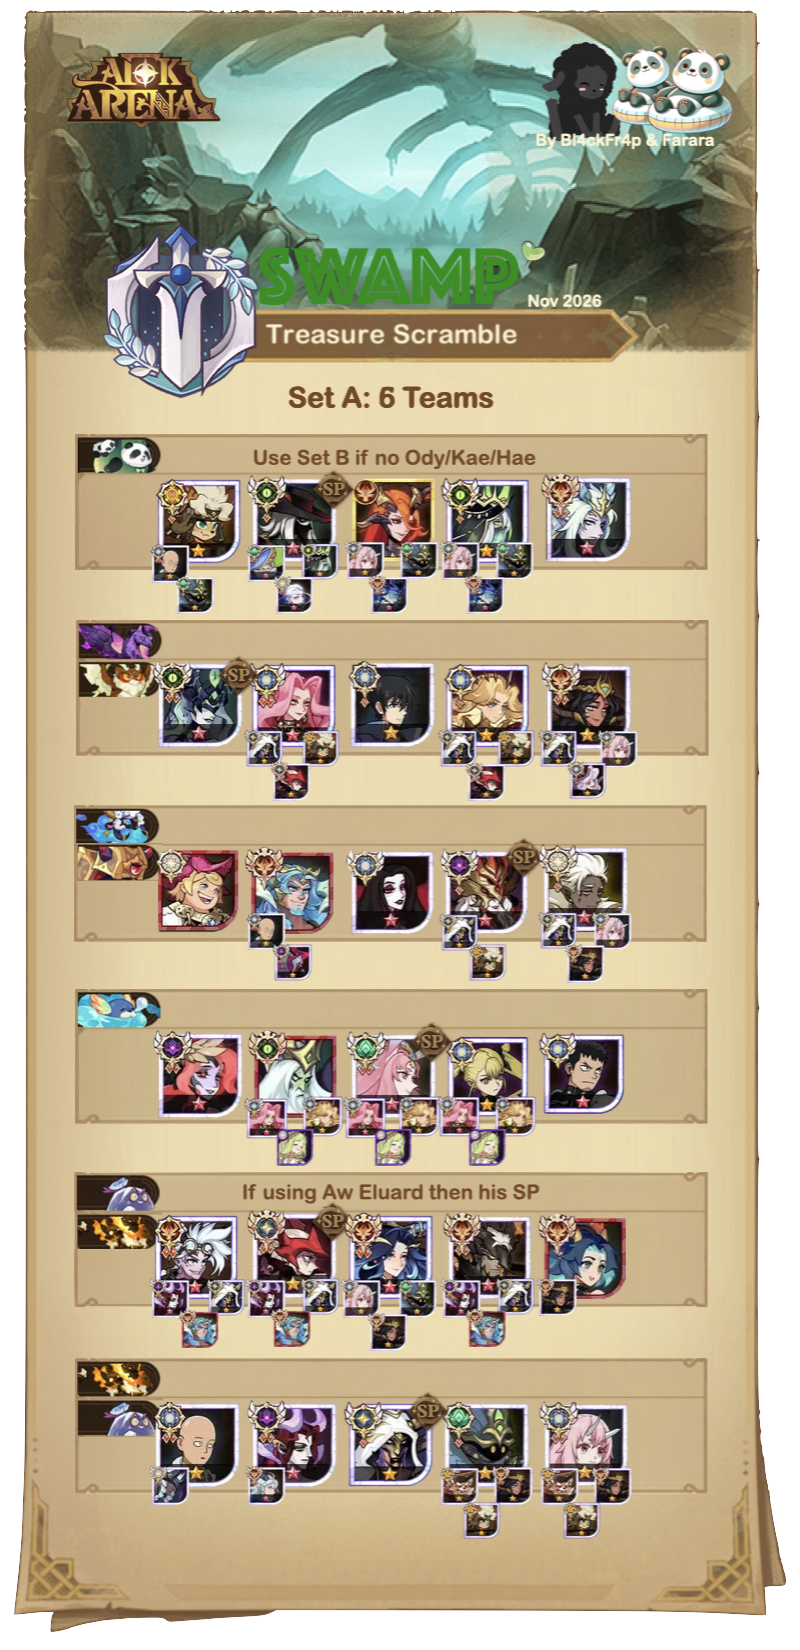 AFK
ARENA
By Bl4ckFr4p & Farara
SWAMP
Nov 2026
Treasure Scramble
Set A: 6 Teams
Use Set B if no Ody/Kae/Hae
SP
SP
SP
SP
If using Aw Eluard then his SP
SP
SP